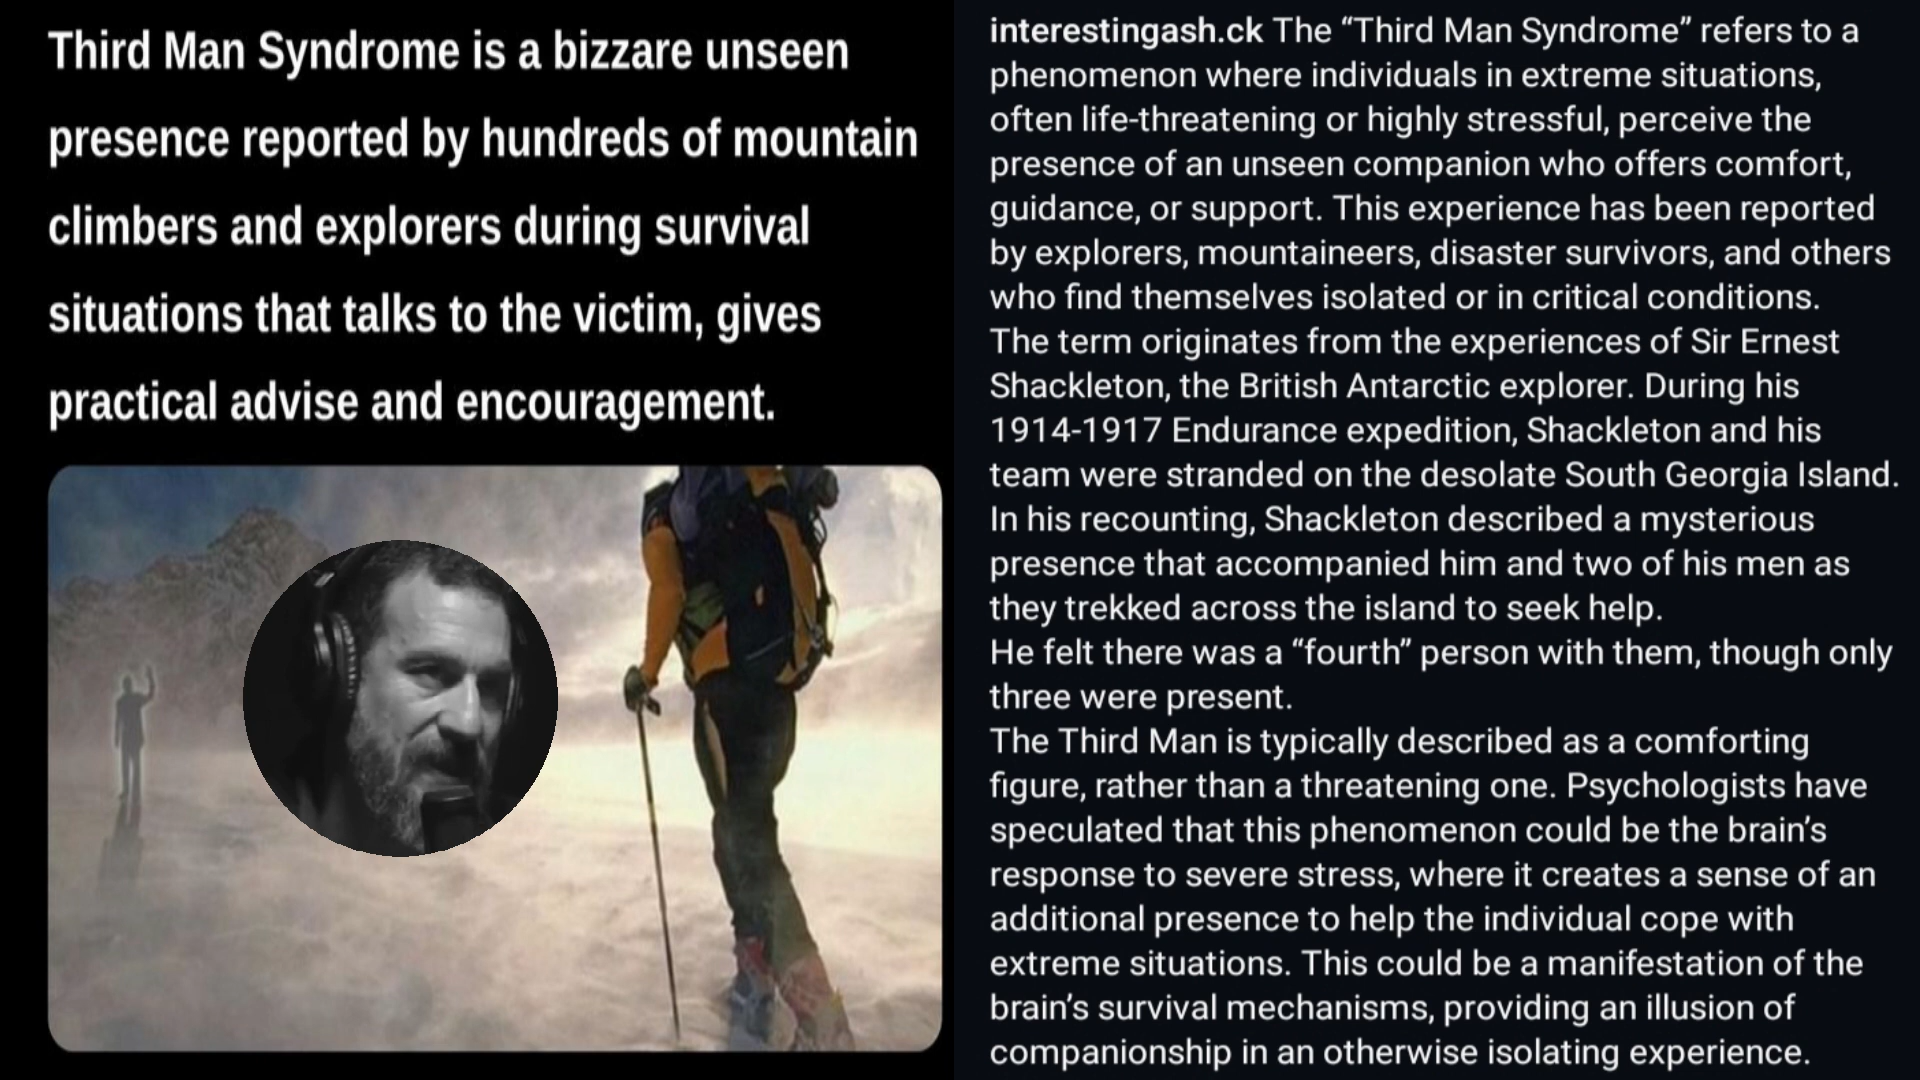 Third Man Syndrome is a bizzare unseen
presence reported by hundreds of mountain
climbers and explorers during survival
situations that talks to the victim, gives
practical advise and encouragement.
interestingash.ck The “Third Man Syndrome” refers to a
phenomenon where individuals in extreme situations,
often life-threatening or highly stressful, perceive the
presence of an unseen companion who offers comfort,
guidance, or support. This experience has been reported
by explorers, mountaineers, disaster survivors, and others
who find themselves isolated or in critical conditions.
The term originates from the experiences of Sir Ernest
Shackleton, the British Antarctic explorer. During his
1914-1917 Endurance expedition, Shackleton and his
team were stranded on the desolate South Georgia Island.
In his recounting, Shackleton described a mysterious
presence that accompanied him and two of his men as
they trekked across the island to seek help.
He felt there was a “fourth” person with them, though only
three were present.
The Third Man is typically described as a comforting
figure, rather than a threatening one. Psychologists have
speculated that this phenomenon could be the brain’s
response to severe stress, where it creates a sense of an
additional presence to help the individual cope with
extreme situations. This could be a manifestation of the
brain’s survival mechanisms, providing an illusion of
companionship in an otherwise isolating experience.